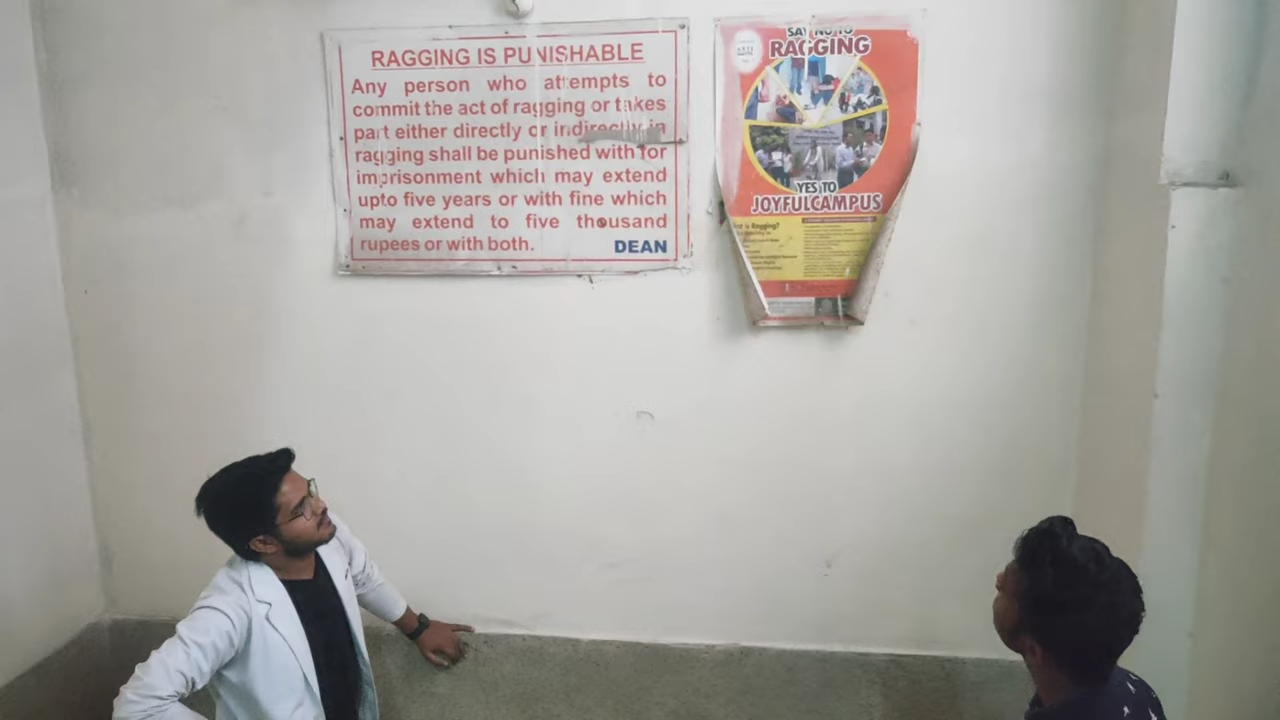 RAGGING IS PUNISHABLE
Any person who attempts to
commit the act of ragging or takes
part either directly or indirectly in
ragging shall be punished with for
imprisonment which may extend
upto five years or with fine which
may extend to five thousand
rupees or with both.
DEAN
SAY NO TO
RAGGING
YES TO
JOYFULCAMPUS
is Ragging?